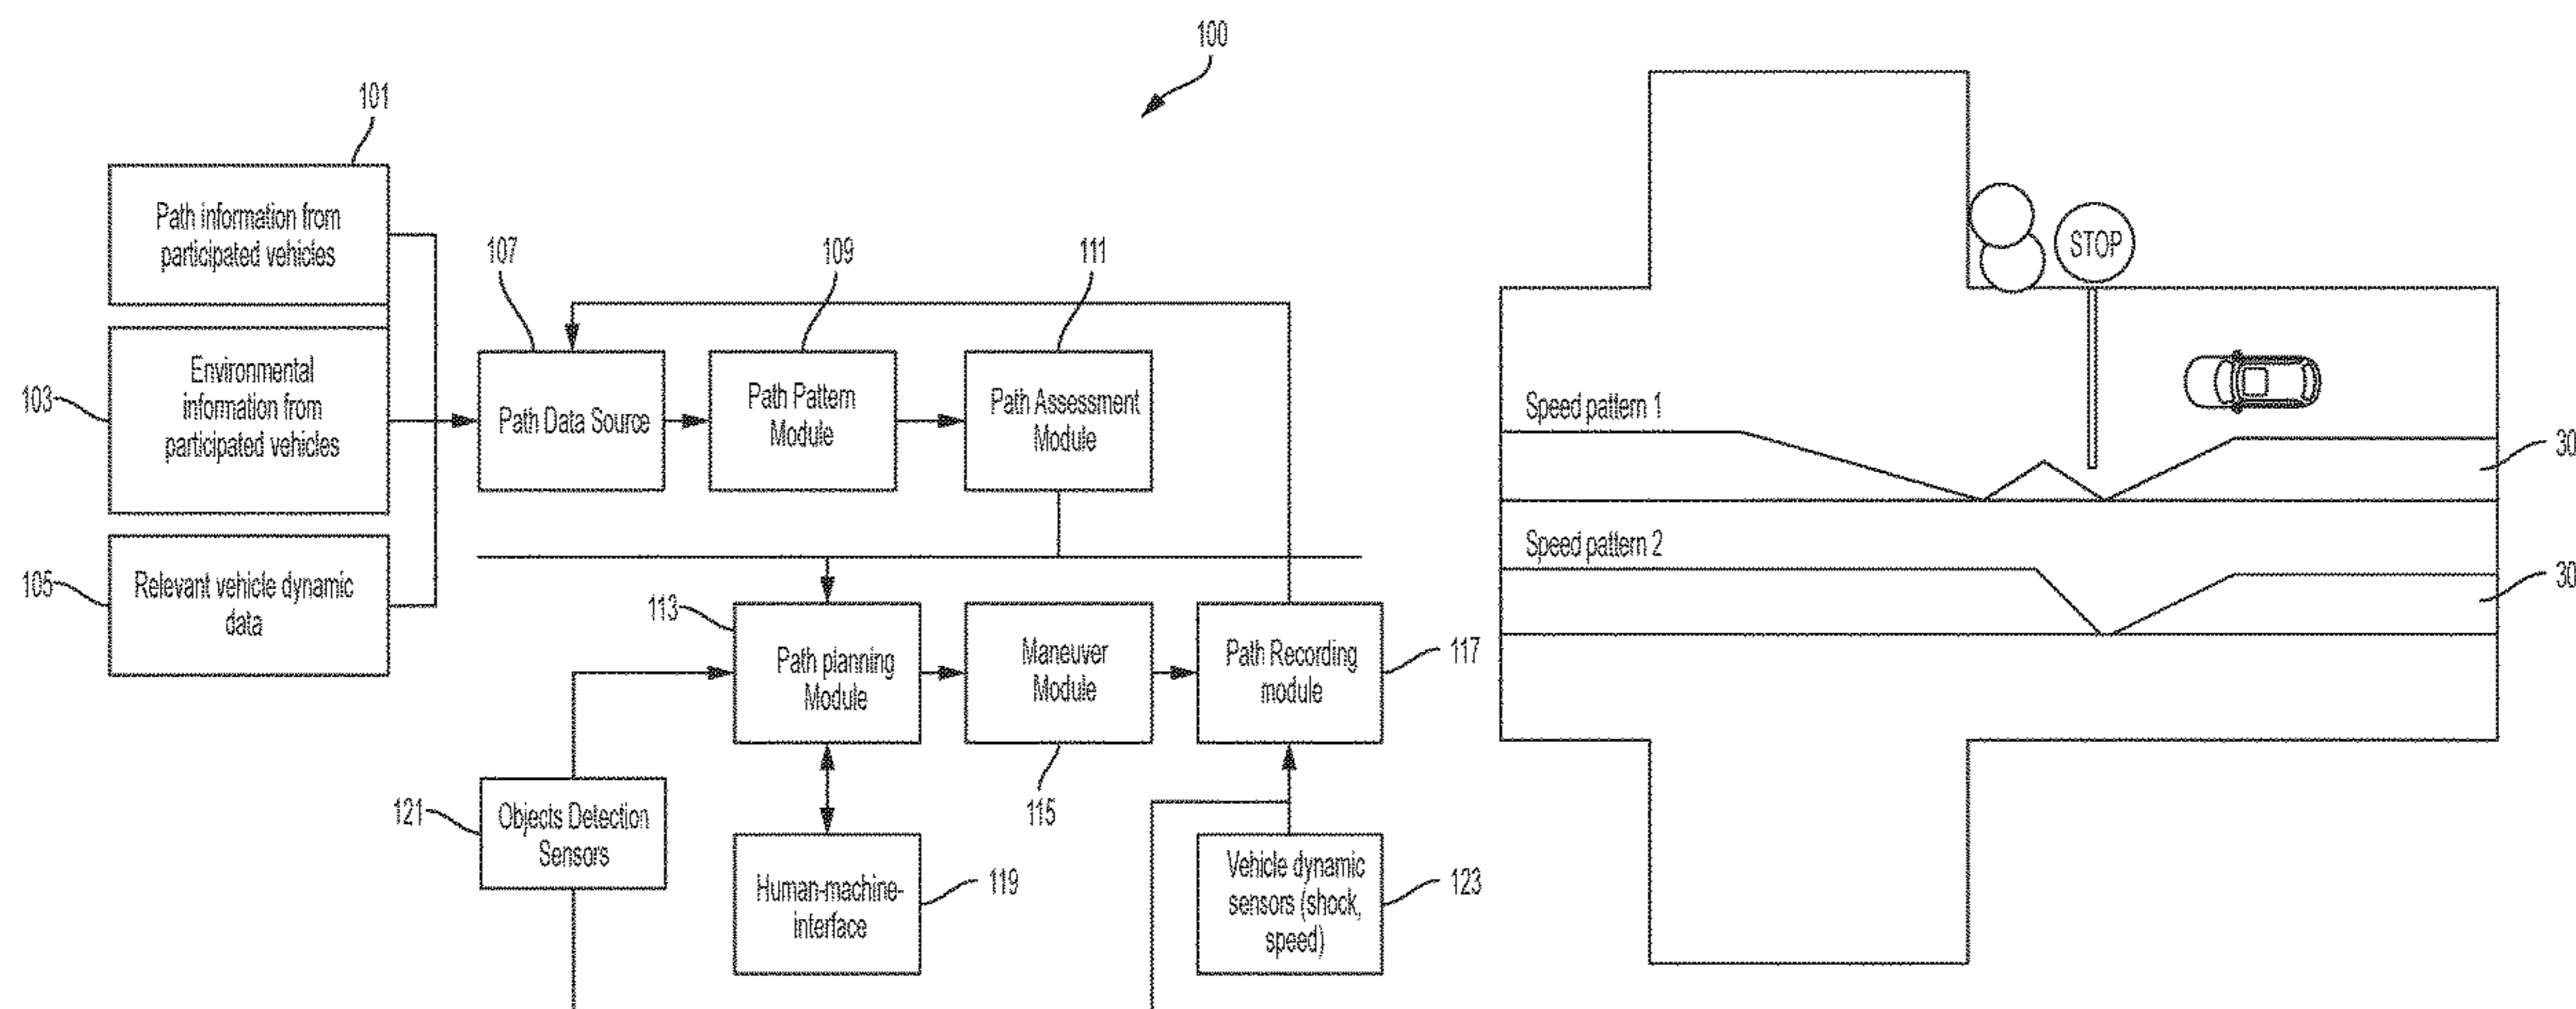 100
101
Path information from
participated vehicles
103
Environmental
information from
participated vehicles
105
Relevant vehicle dynamic
data
107
Path Data Source
109
Path Pattern
Module
111
Path Assessment
Module
113
Path planning
Module
Maneuver
Module
115
Path Recording
module
117
121
Objects Detection
Sensors
Human-machine-
interface
119
Vehicle dynamic
sensors (shock,
speed)
123
STOP
Speed pattern 1
30
Speed pattern 2
30